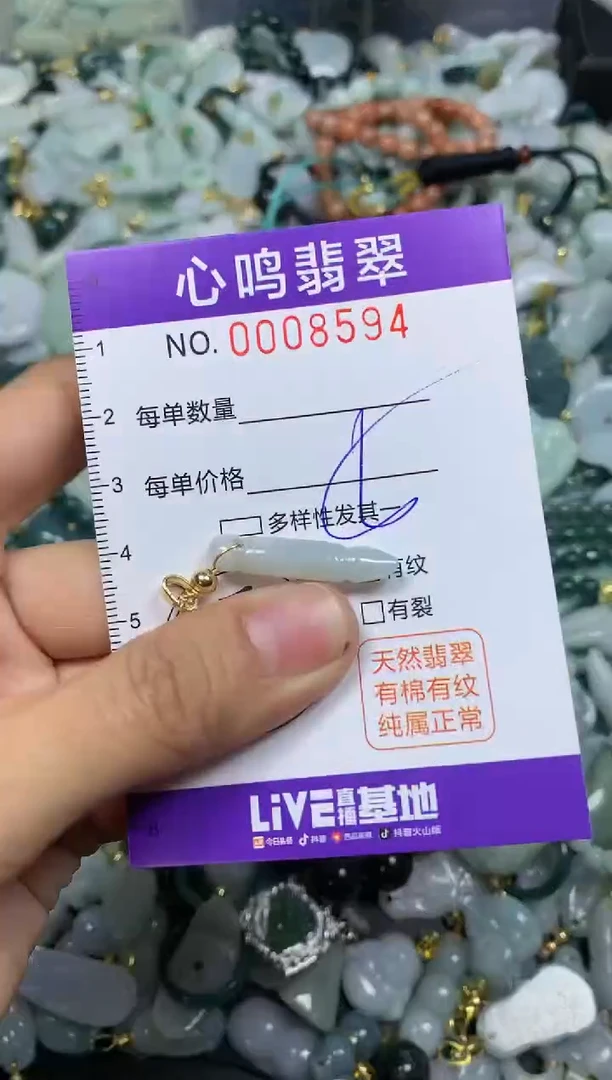 心鸣翡翠
NO. 0008594
1
2 每单数量
3 每单价格
多样性发其一
4
有纹
5
有裂
天然翡翠
有棉有纹
纯属正常
LiVE直播基地
今日头条 抖音 西瓜视频 抖音火山版